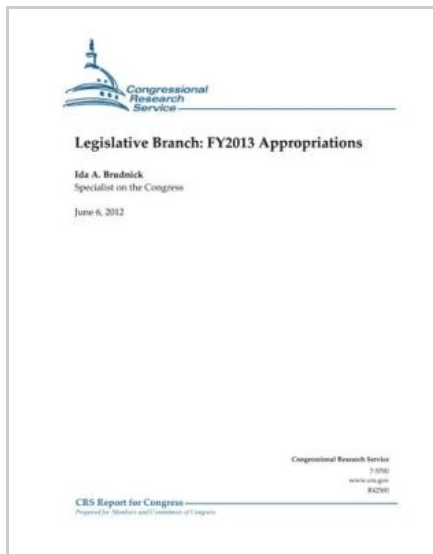 Congressional
Research
Service
Legislative Branch: FY2013 Appropriations
Ida A. Brudnick
Specialist on the Congress
June 6, 2012
Congressional Research Service
7-5700
www.crs.gov
R42500
CRS Report for Congress
Prepared for Members and Committees of Congress